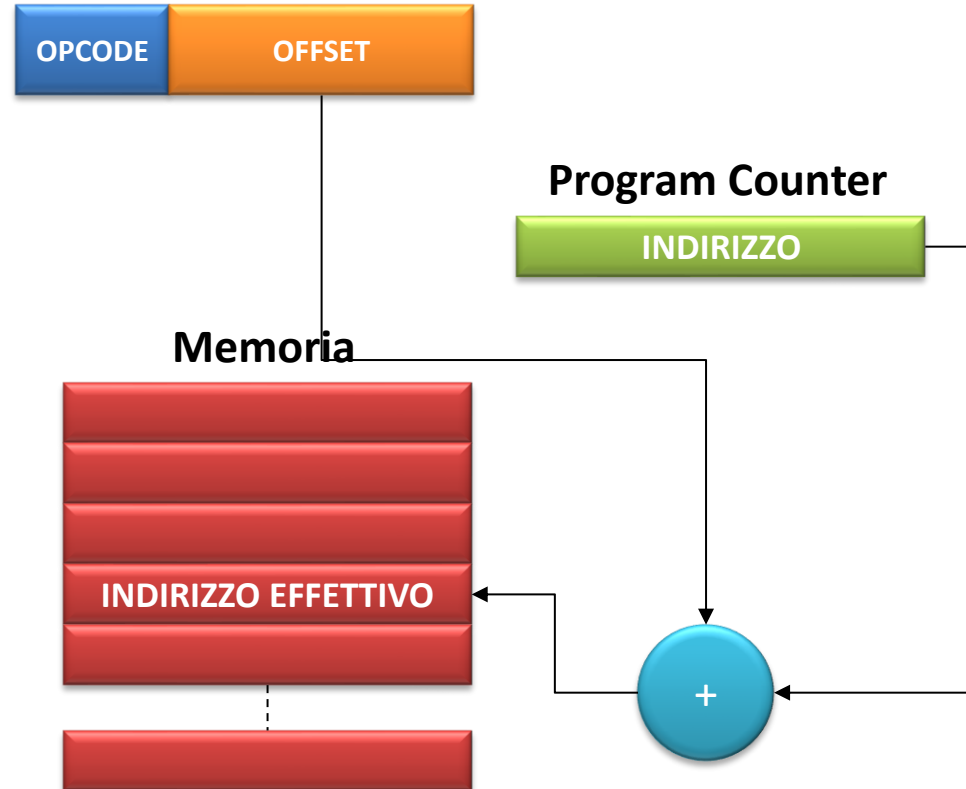 OPCODE
OFFSET
Program Counter
INDIRIZZO
Memoria
INDIRIZZO EFFETTIVO
+